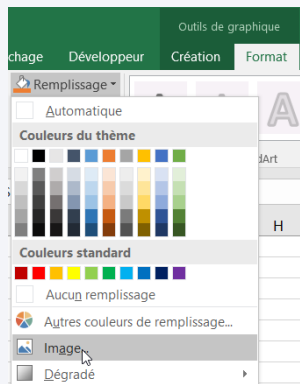 Outils de graphique
chage Développeur Création Format
Remplissage
Automatique
Couleurs du thème
dArt
H
Couleurs standard
Aucun remplissage
Autres couleurs de remplissage...
Image...
Dégradé